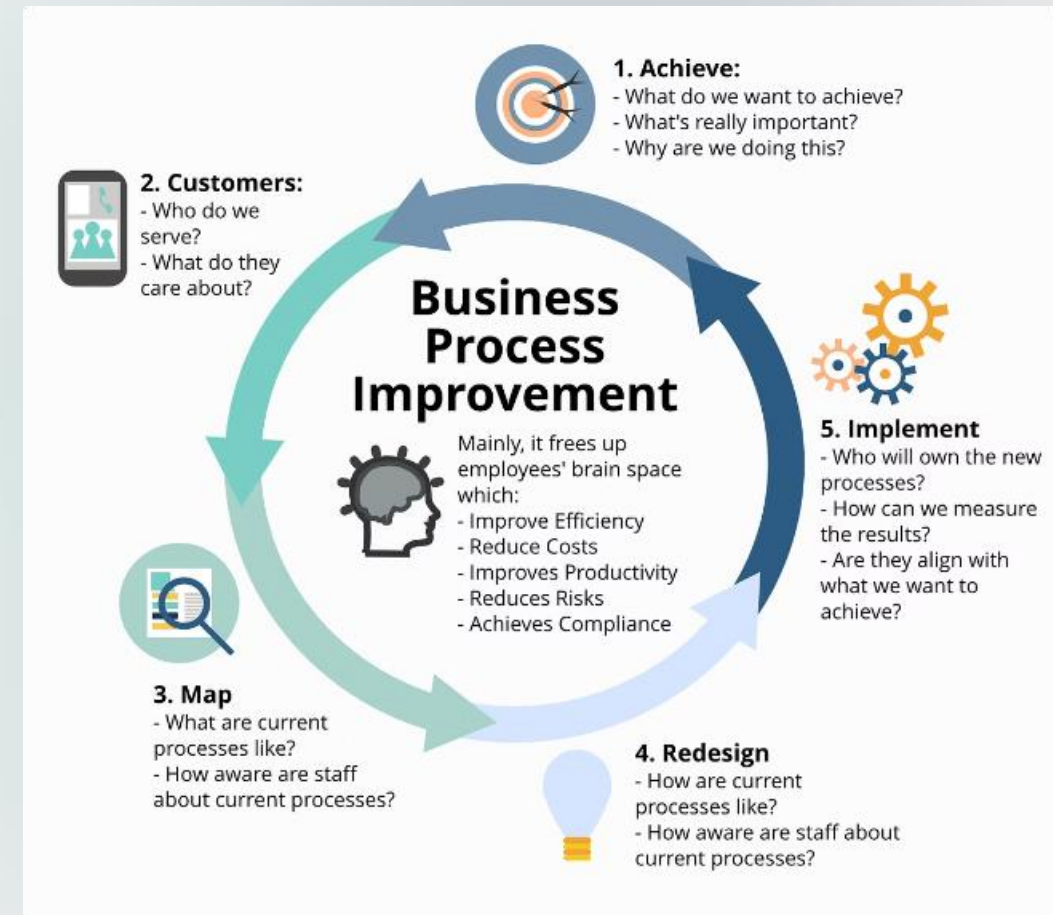 1. Achieve:
- What do we want to achieve?
- What's really important?
- Why are we doing this?
2. Customers:
- Who do we
serve?
- What do they
care about?
Business
Process
Improvement
Mainly, it frees up
employees' brain space
which:
- Improve Efficiency
- Reduce Costs
- Improves Productivity
- Reduces Risks
- Achieves Compliance
3. Map
- What are current
processes like?
- How aware are staff
about current processes?
4. Redesign
- How are current
processes like?
- How aware are staff about
current processes?
5. Implement
- Who will own the new
processes?
- How can we measure
the results?
- Are they align with
what we want to
achieve?